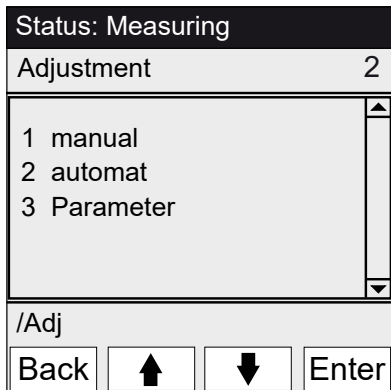 Status: Measuring
Adjustment 2
1 manual
2 automat
3 Parameter
/Adj
Back Enter